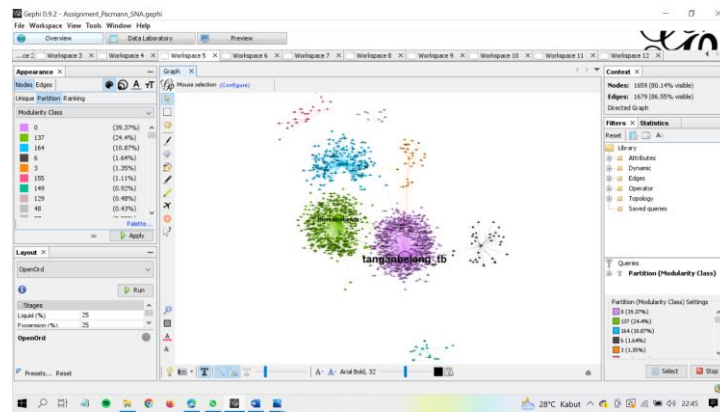 Gephi 0.9.2 - Assignment_Pacmann_SNA.gephi
File Workspace View Tools Window Help
Overview Data Laboratory Preview
...ce 2 Workspace 3 Workspace 4 Workspace 5 Workspace 6 Workspace 7 Workspace 8 Workspace 9 Workspace 10 Workspace 11 Workspace 12
Appearance
Nodes Edges
Unique Partition Ranking
Modularity Class
0 (39.37%)
137 (24.4%)
164 (10.87%)
6 (1.64%)
3 (1.35%)
155 (1.11%)
149 (0.92%)
129 (0.48%)
48 (0.43%)
Palette...
Apply
Layout
OpenOrd
Run
Stages
Liquid (%) 25
Expansion (%) 25
OpenOrd
Presets... Reset
Graph
Mouse selection (Configure)
tanganbelang_tb
Arial Bold, 32
Context
Nodes: 1659 (80.14% visible)
Edges: 1679 (86.55% visible)
Directed Graph
Filters Statistics
Reset
Library
Attributes
Dynamic
Edges
Operator
Topology
Saved queries
Queries
Partition (Modularity Class)
Partition (Modularity Class) Settings
0 (39.37%)
137 (24.4%)
164 (10.87%)
6 (1.64%)
3 (1.35%)
Select Stop
28°C Kabut 22:45